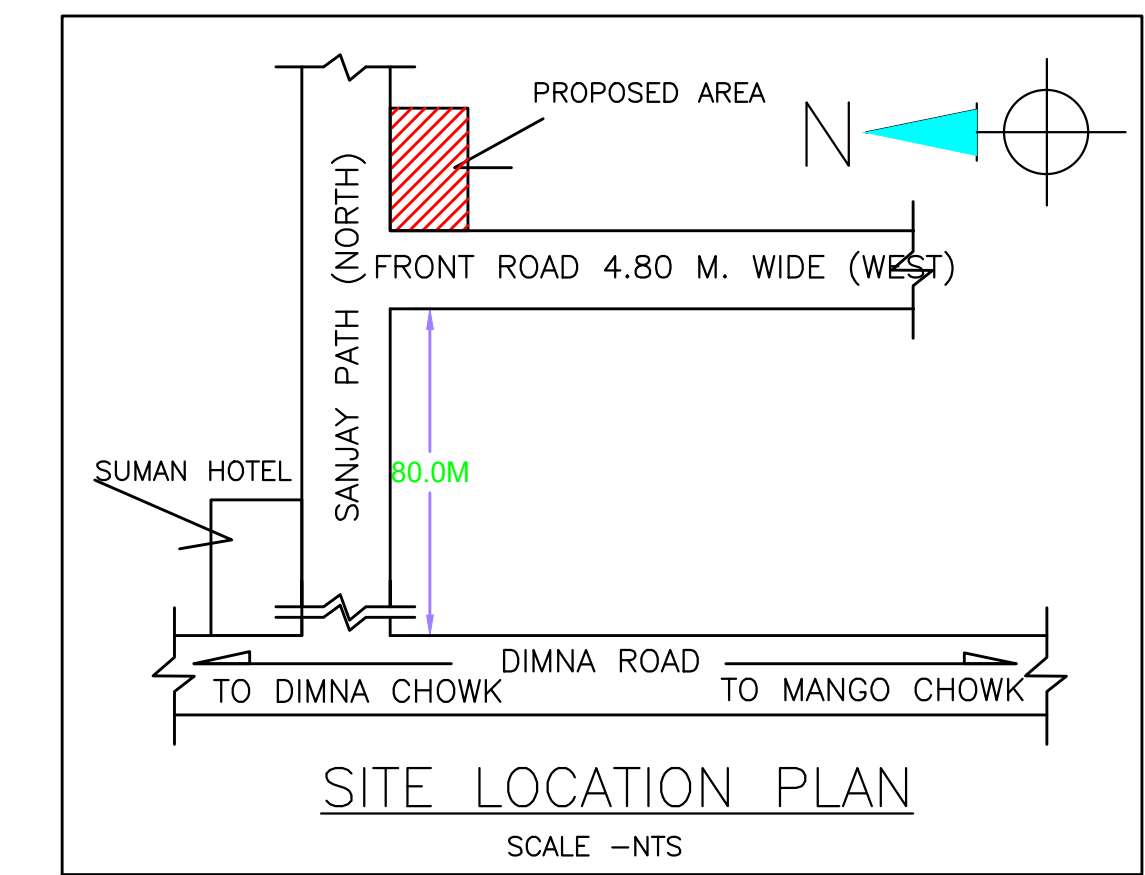 PROPOSED AREA
N
SANJAY PATH (NORTH)
FRONT ROAD 4.80 M. WIDE (WEST)
SUMAN HOTEL
80.0M
DIMNA ROAD
TO DIMNA CHOWK
TO MANGO CHOWK
SITE LOCATION PLAN
SCALE -NTS